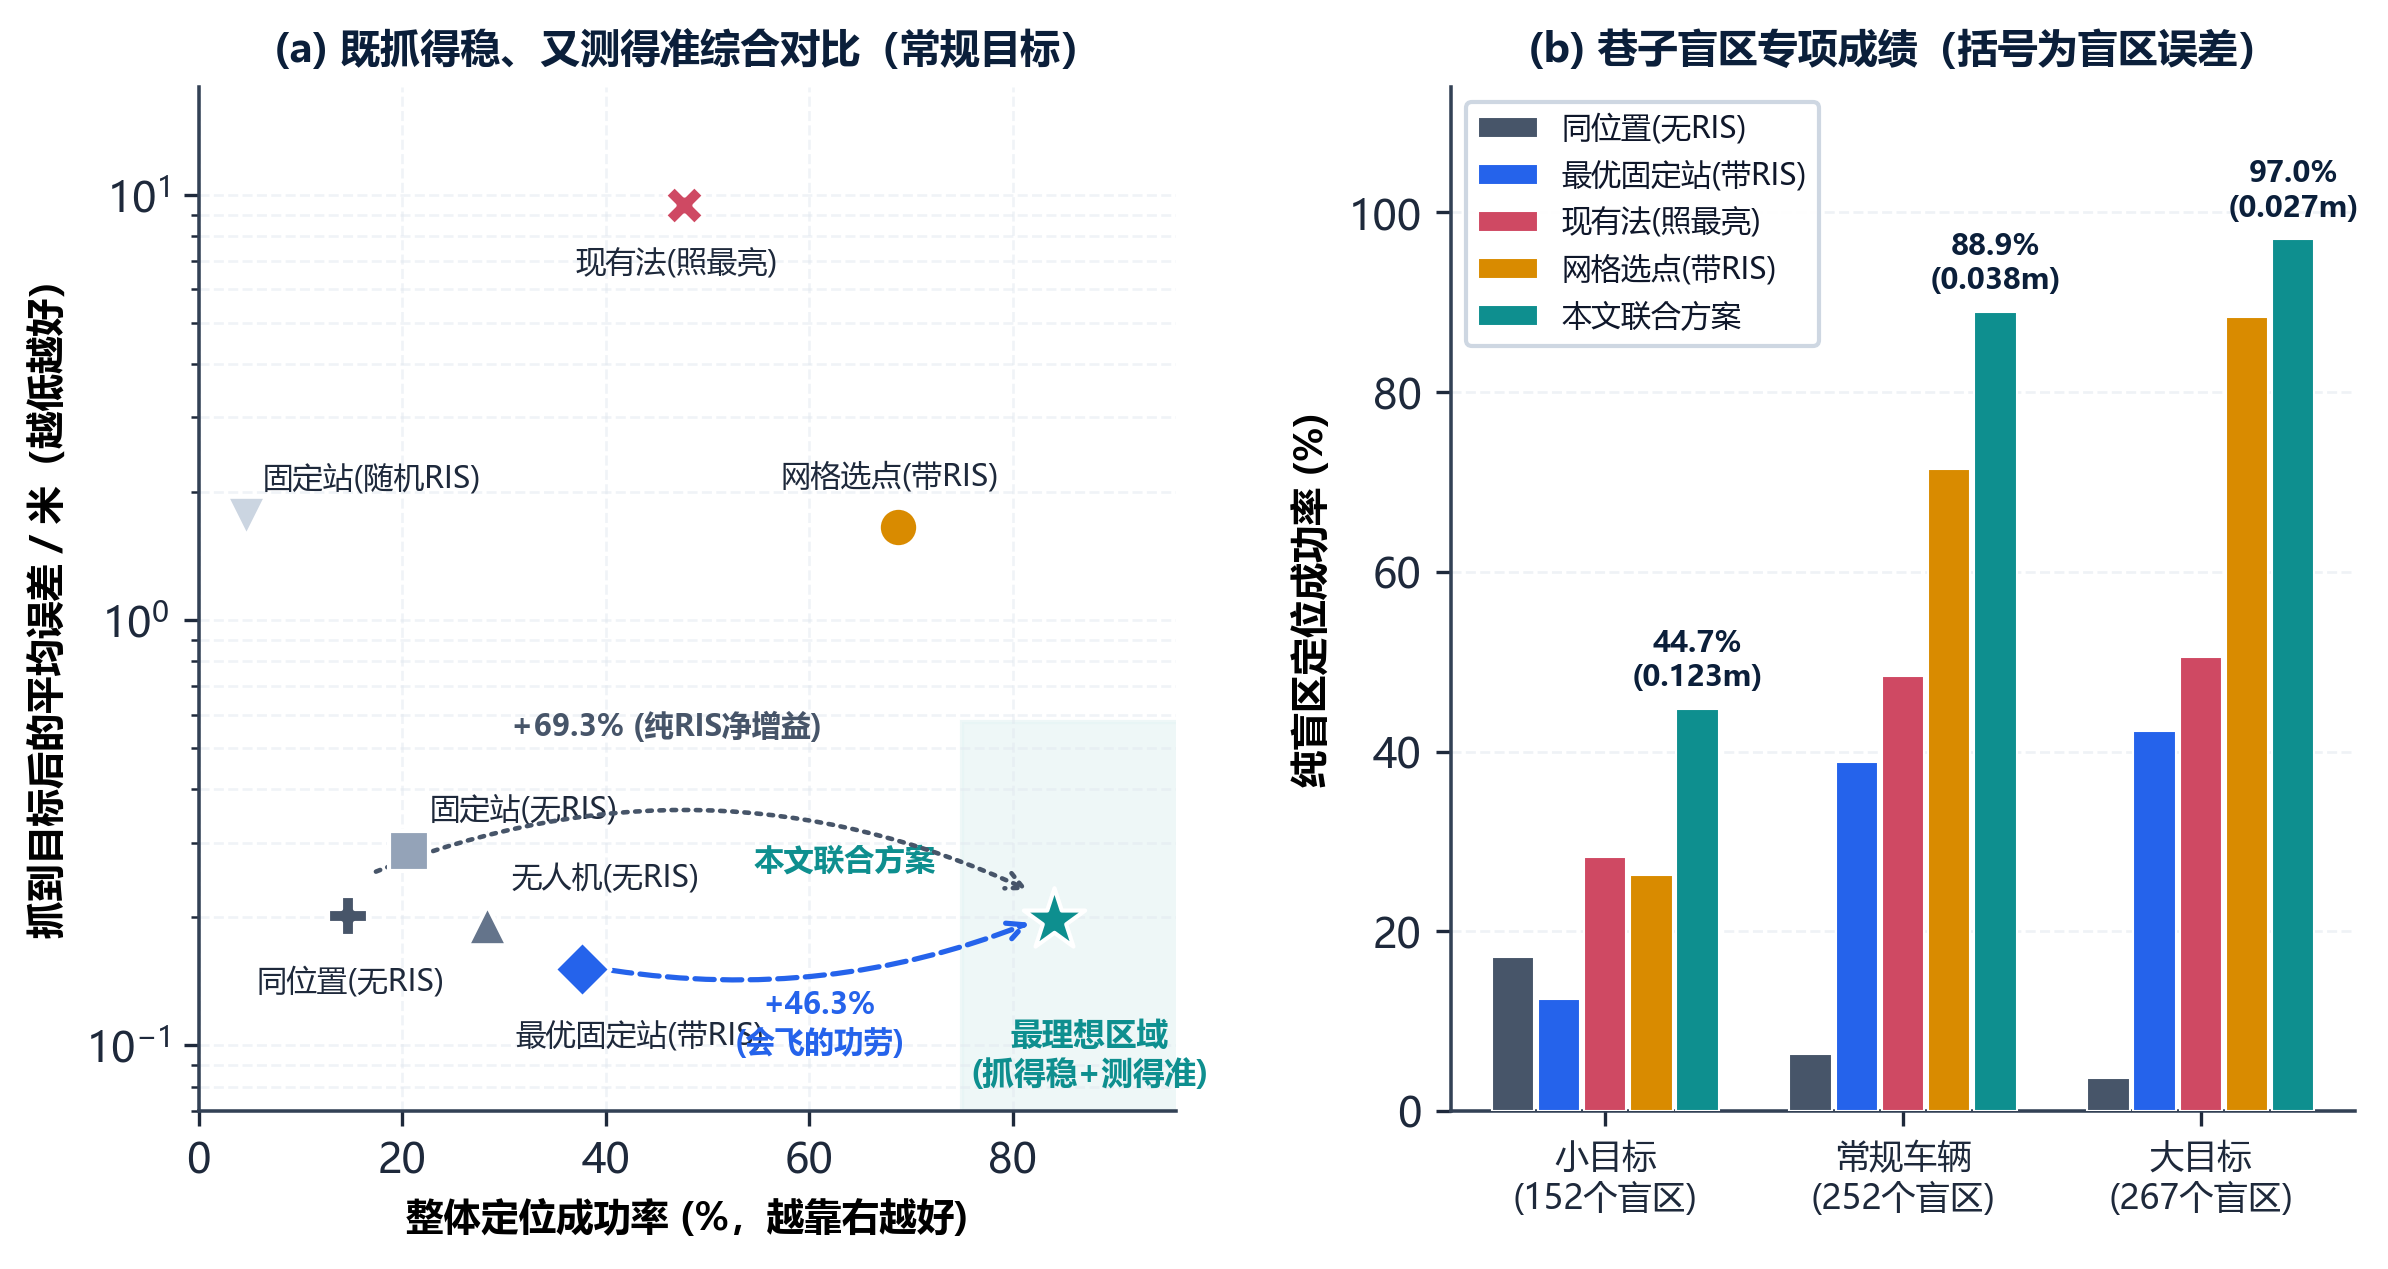 (a) 既抓得稳、又测得准综合对比（常规目标）
抓到目标后的平均误差 / 米（越低越好）
10¹
10⁰
10⁻¹
现有法(照最亮)
固定站(随机RIS)
网格选点(带RIS)
+69.3% (纯RIS净增益)
固定站(无RIS)
本文联合方案
无人机(无RIS)
同位置(无RIS)
+46.3%
(会飞的功劳)
最优固定站(带RIS)
最理想区域
(抓得稳+测得准)
0
20
40
60
80
整体定位成功率 (%，越靠右越好)
(b) 巷子盲区专项成绩（括号为盲区误差）
纯盲区定位成功率 (%)
同位置(无RIS)
最优固定站(带RIS)
现有法(照最亮)
网格选点(带RIS)
本文联合方案
100
80
60
40
20
0
44.7%
(0.123m)
88.9%
(0.038m)
97.0%
(0.027m)
小目标
(152个盲区)
常规车辆
(252个盲区)
大目标
(267个盲区)